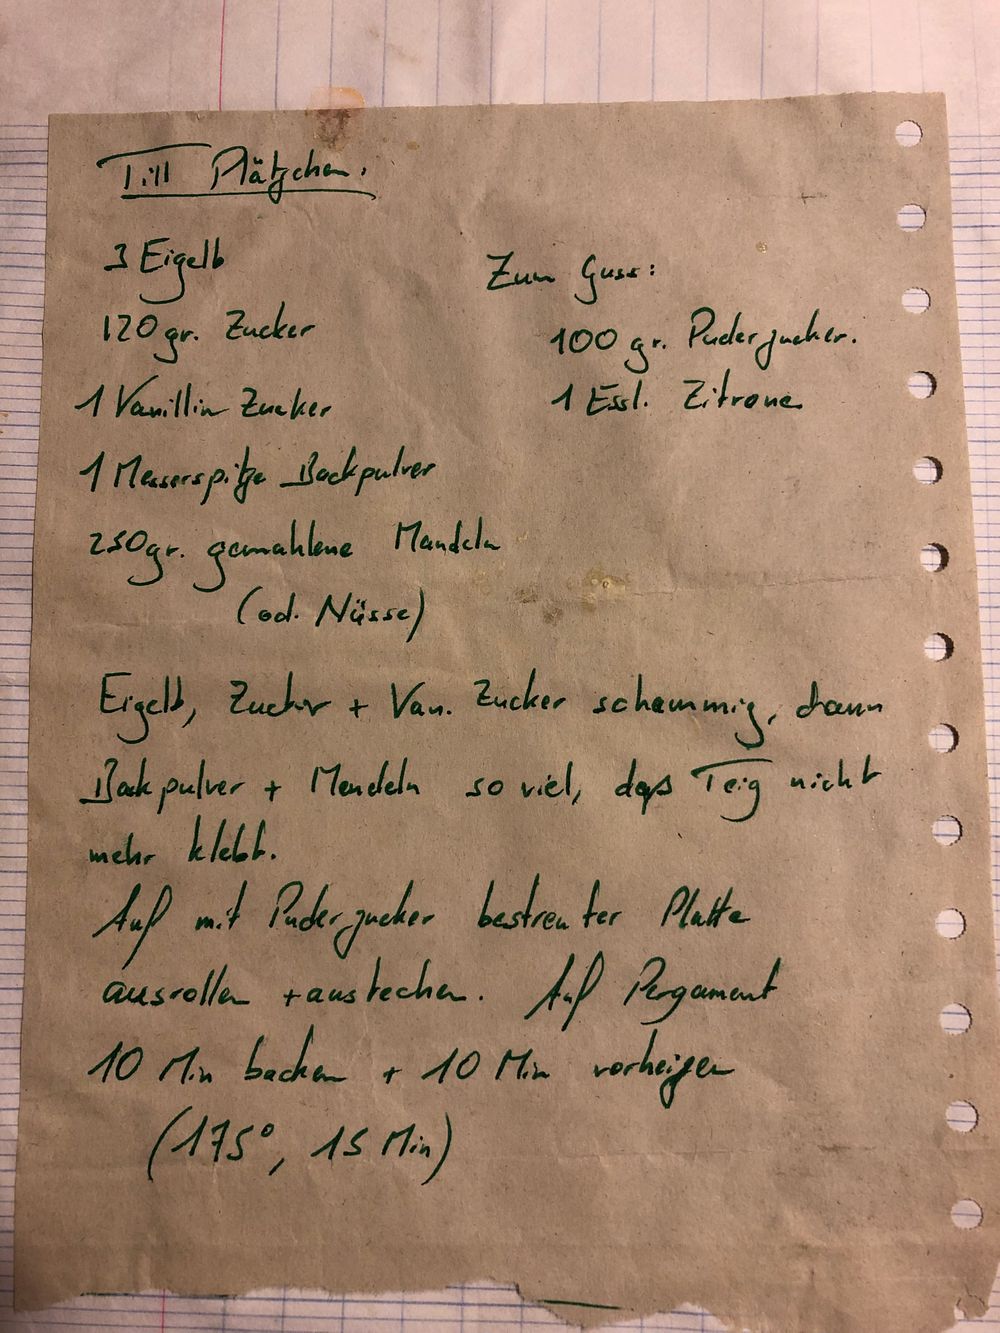 Till Plätzchen.
3 Eigelb
120 gr. Zucker
1 Vanillin Zucker
1 Messerspitze Backpulver
250 gr. gemahlene Mandeln
(od. Nüsse)
Zum Guss:
100 gr. Puderzucker.
1 Essl. Zitrone
Eigelb, Zucker + Van. Zucker schaumig, dann
Backpulver + Mandeln so viel, daß Teig nicht
mehr klebt.
Auf mit Puderzucker bestreuter Platte
ausrollen + ausstechen. Auf Pergament
10 Min backen + 10 Min vorheizen
(175°, 15 Min)